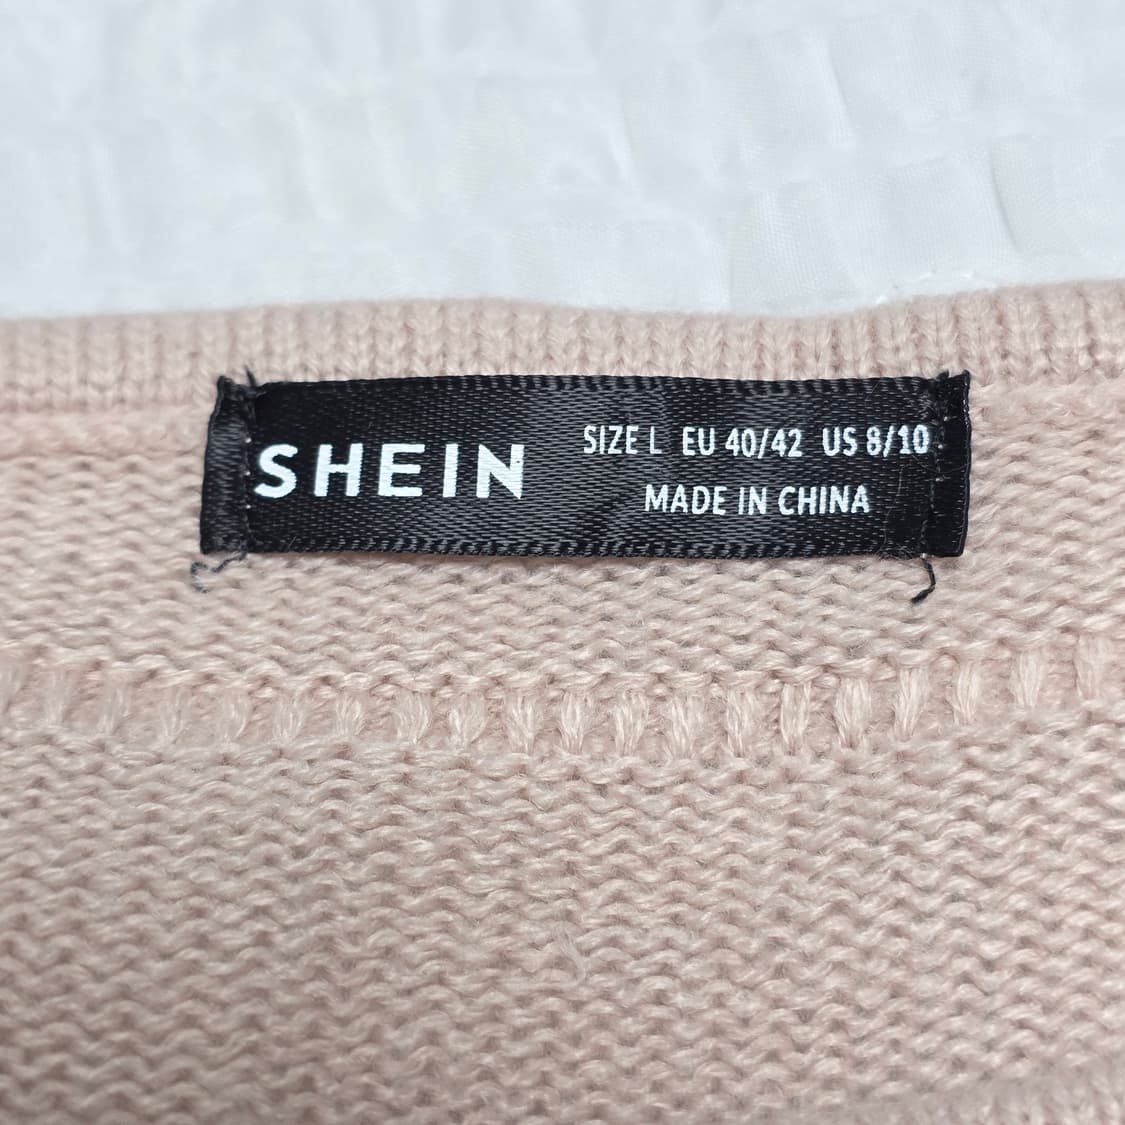 SHEIN
SIZE L EU 40/42 US 8/10
MADE IN CHINA